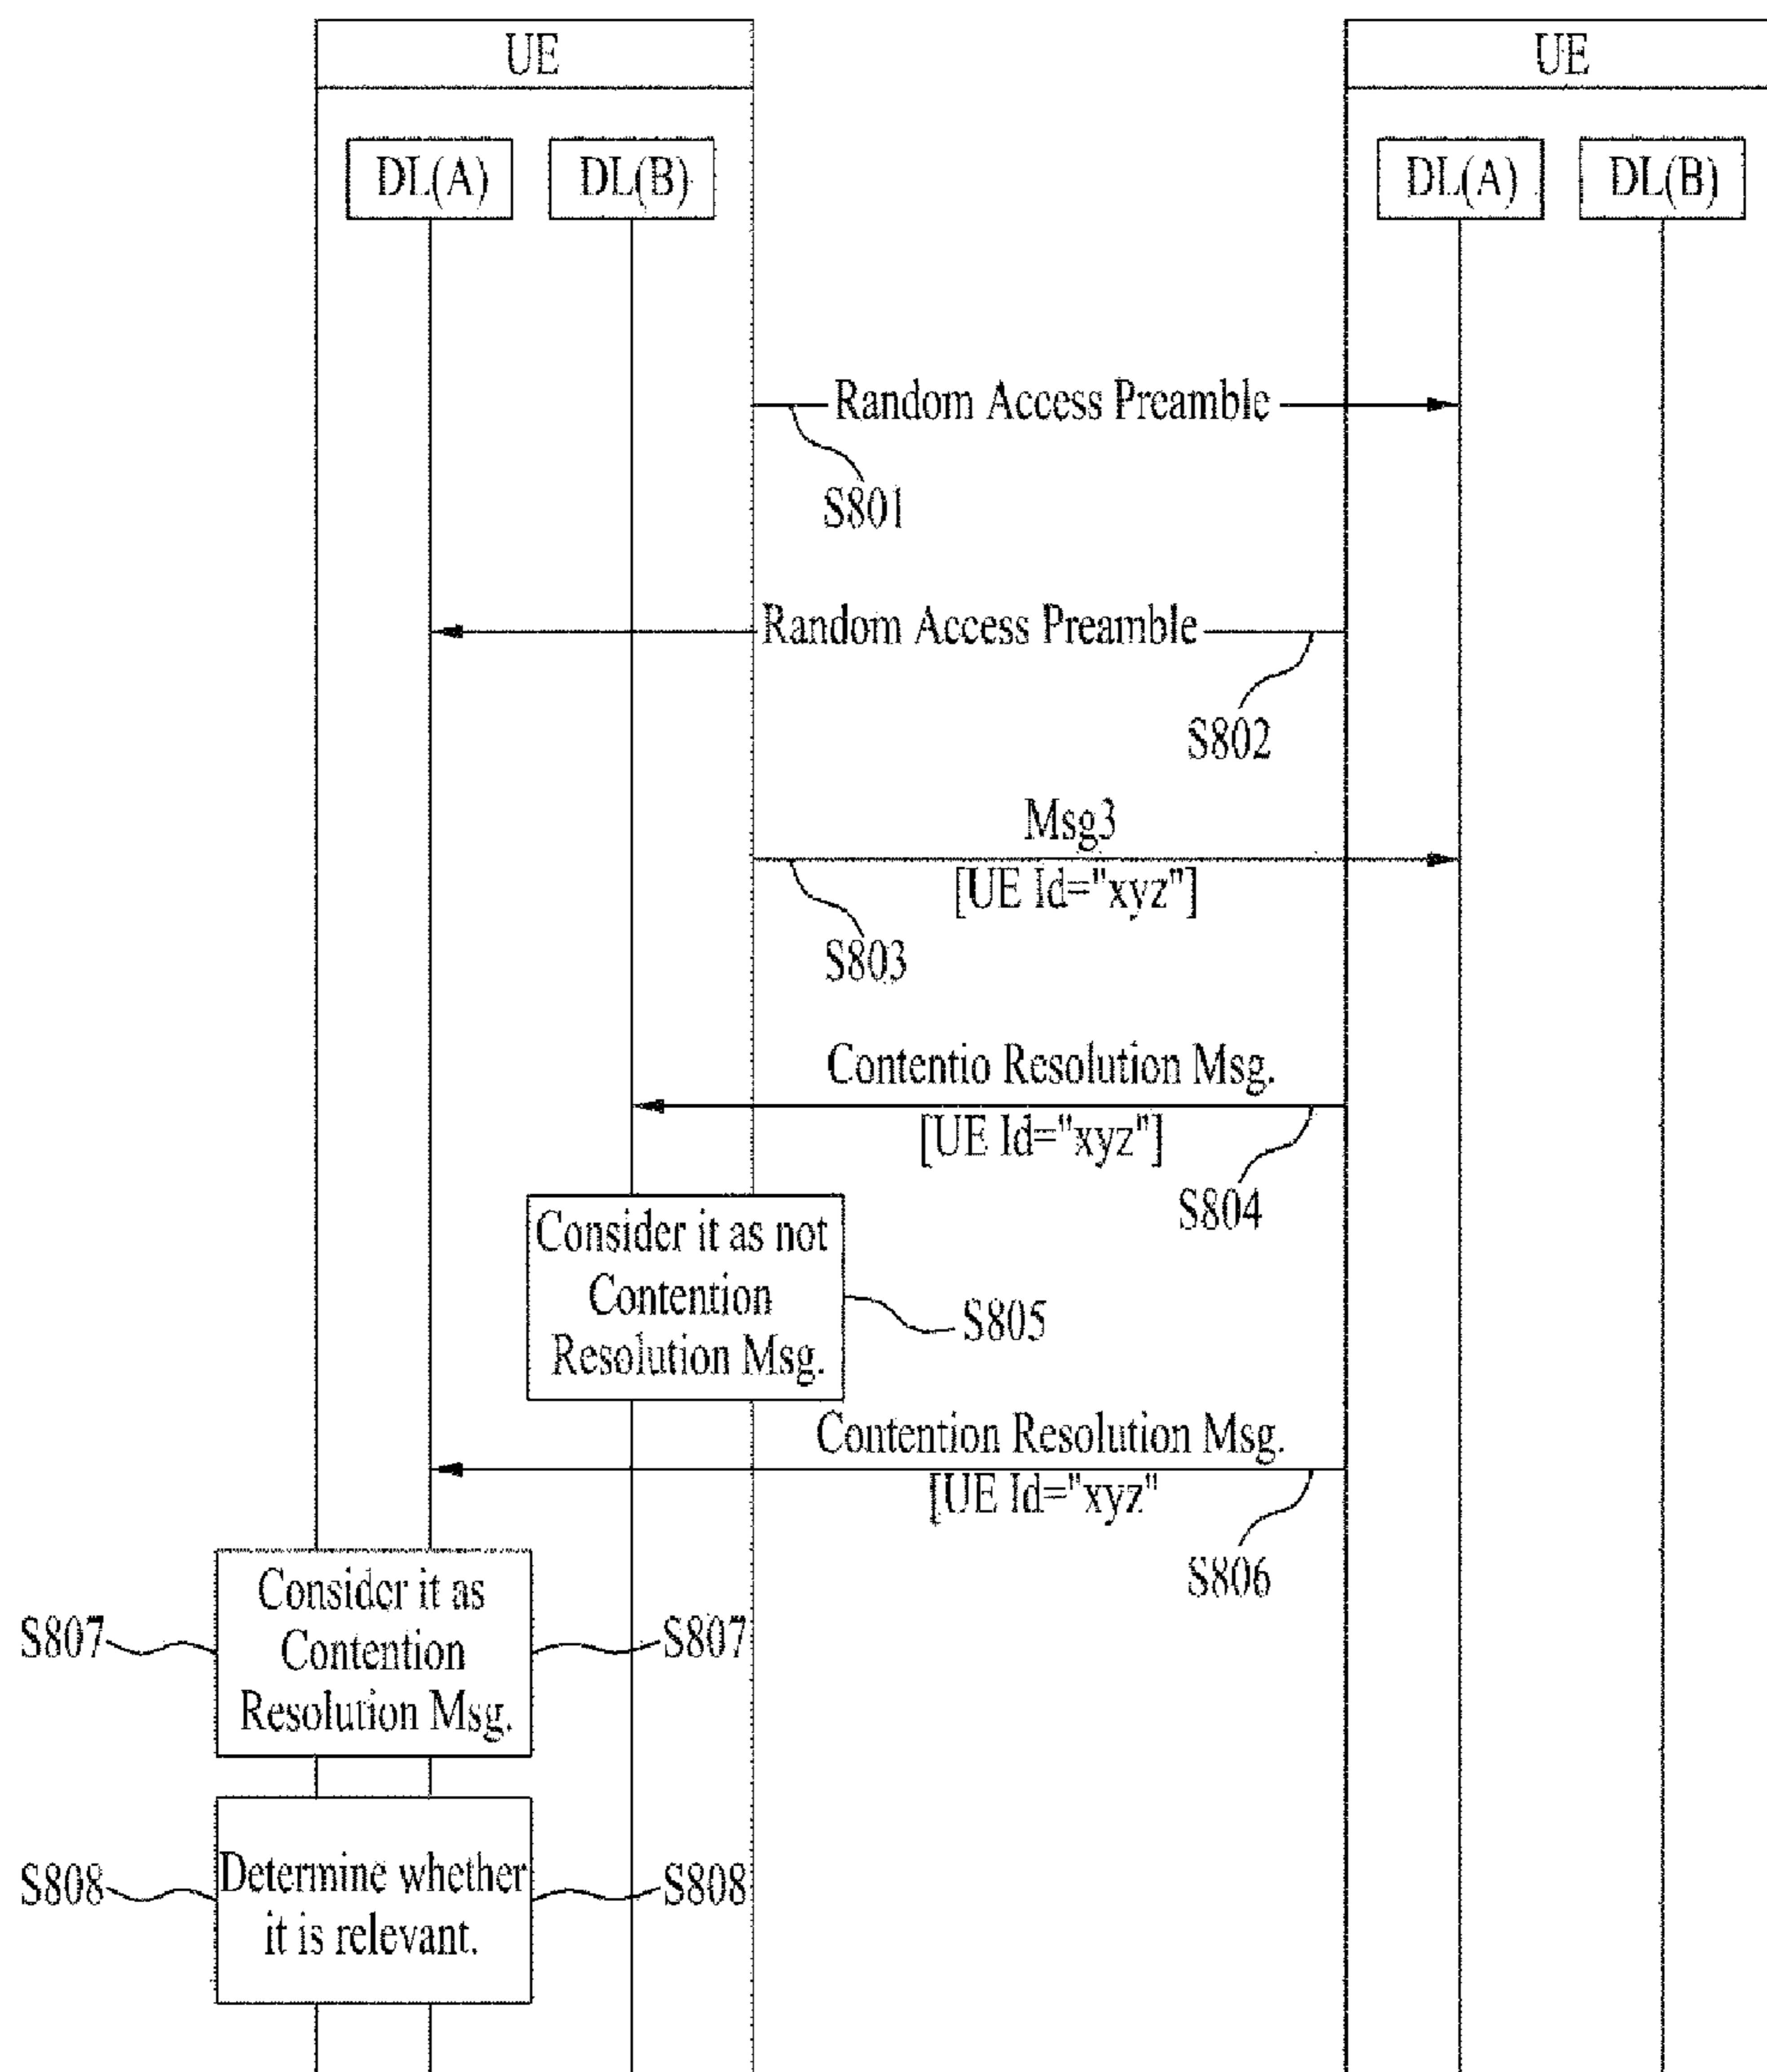 UE
UE
DL(A)
DL(B)
DL(A)
DL(B)
Random Access Preamble
S801
Random Access Preamble
S802
Msg3
[UE Id="xyz"]
S803
Contentio Resolution Msg.
[UE Id="xyz"]
S804
Consider it as not
Contention
Resolution Msg.
S805
Contention Resolution Msg.
[UE Id="xyz"
S806
Consider it as
Contention
Resolution Msg.
S807
S807
Determine whether
it is relevant.
S808
S808